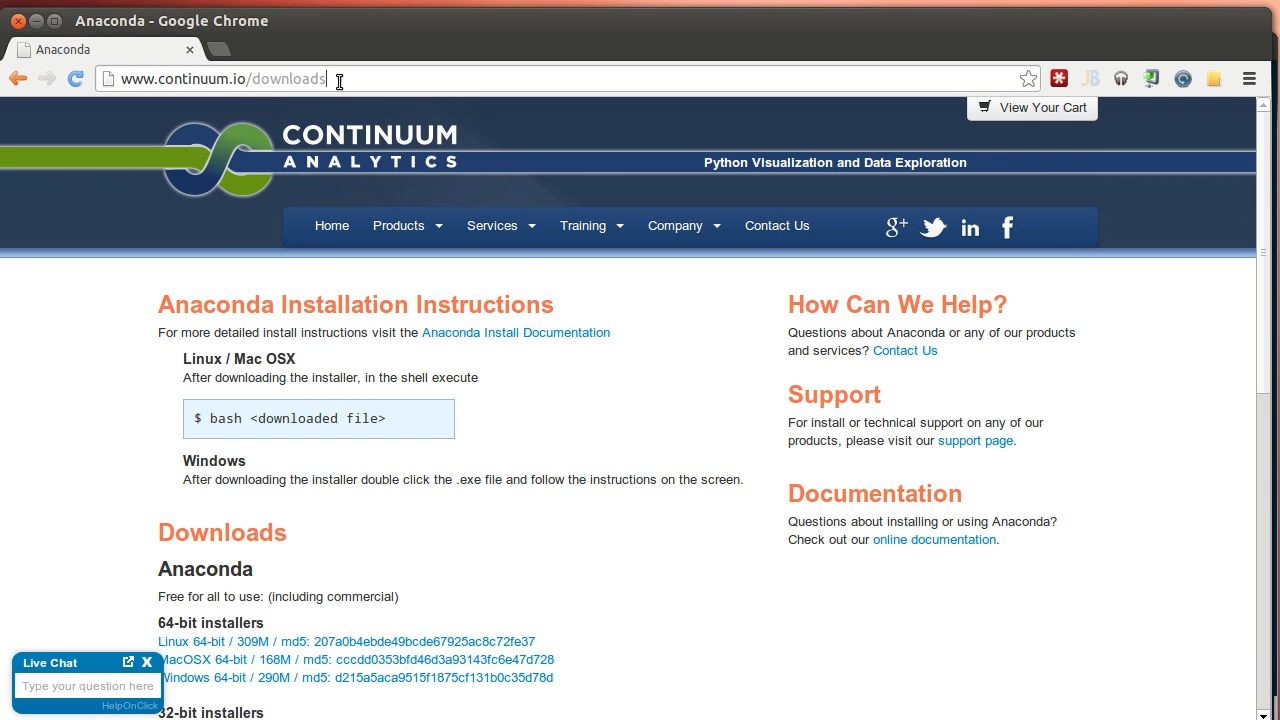 Anaconda - Google Chrome
Anaconda
www.continuum.io/downloads
View Your Cart
CONTINUUM
ANALYTICS
Python Visualization and Data Exploration
Home Products Services Training Company Contact Us
Anaconda Installation Instructions
For more detailed install instructions visit the Anaconda Install Documentation
Linux / Mac OSX
After downloading the installer, in the shell execute
$ bash <downloaded file>
Windows
After downloading the installer double click the .exe file and follow the instructions on the screen.
Downloads
Anaconda
Free for all to use: (including commercial)
64-bit installers
Linux 64-bit / 309M / md5: 207a0b4ebde49bcde67925ac8c72fe37
MacOSX 64-bit / 168M / md5: cccdd0353bfd46d3a93143fc6e47d728
Windows 64-bit / 290M / md5: d215a5aca9515f1875cf131b0c35d78d
32-bit installers
How Can We Help?
Questions about Anaconda or any of our products
and services? Contact Us
Support
For install or technical support on any of our
products, please visit our support page.
Documentation
Questions about installing or using Anaconda?
Check out our online documentation.
Live Chat
Type your question here
HelpOnClick